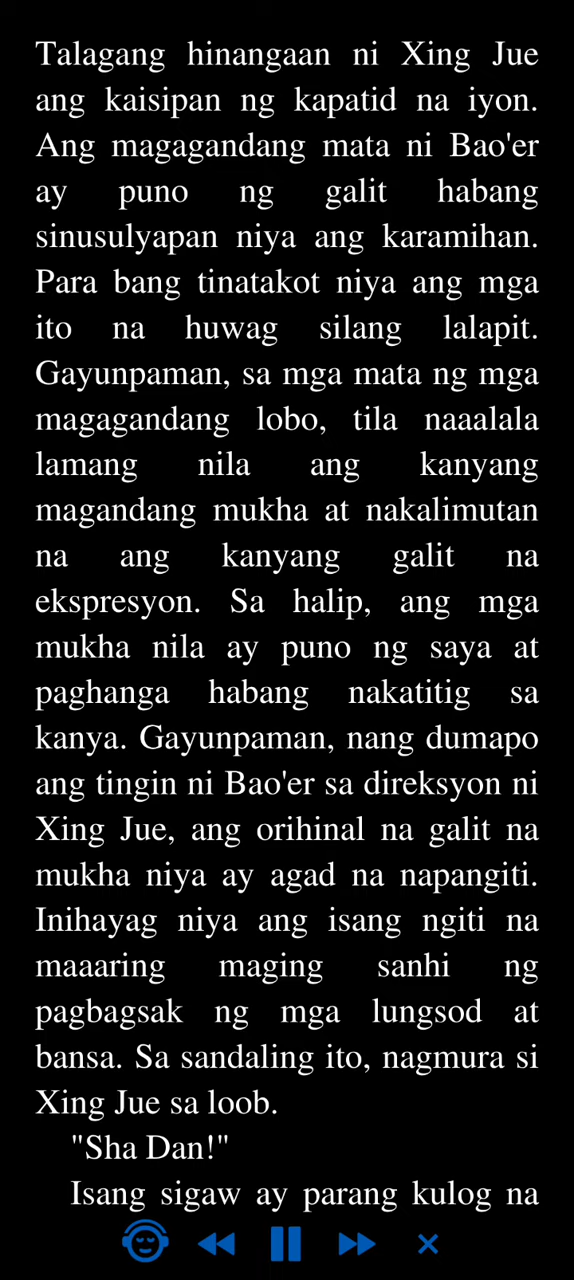 Talagang hinangaan ni Xing Jue
ang kaisipan ng kapatid na iyon.
Ang magagandang mata ni Bao'er
ay puno ng galit habang
sinusulyapan niya ang karamihan.
Para bang tinatakot niya ang mga
ito na huwag silang lalapit.
Gayunpaman, sa mga mata ng mga
magagandang lobo, tila naaalala
lamang nila ang kanyang
magandang mukha at nakalimutan
na ang kanyang galit na
ekspresyon. Sa halip, ang mga
mukha nila ay puno ng saya at
paghanga habang nakatitig sa
kanya. Gayunpaman, nang dumapo
ang tingin ni Bao'er sa direksyon ni
Xing Jue, ang orihinal na galit na
mukha niya ay agad na napangiti.
Inihayag niya ang isang ngiti na
maaaring maging sanhi ng
pagbagsak ng mga lungsod at
bansa. Sa sandaling ito, nagmura si
Xing Jue sa loob.
"Sha Dan!"
Isang sigaw ay parang kulog na